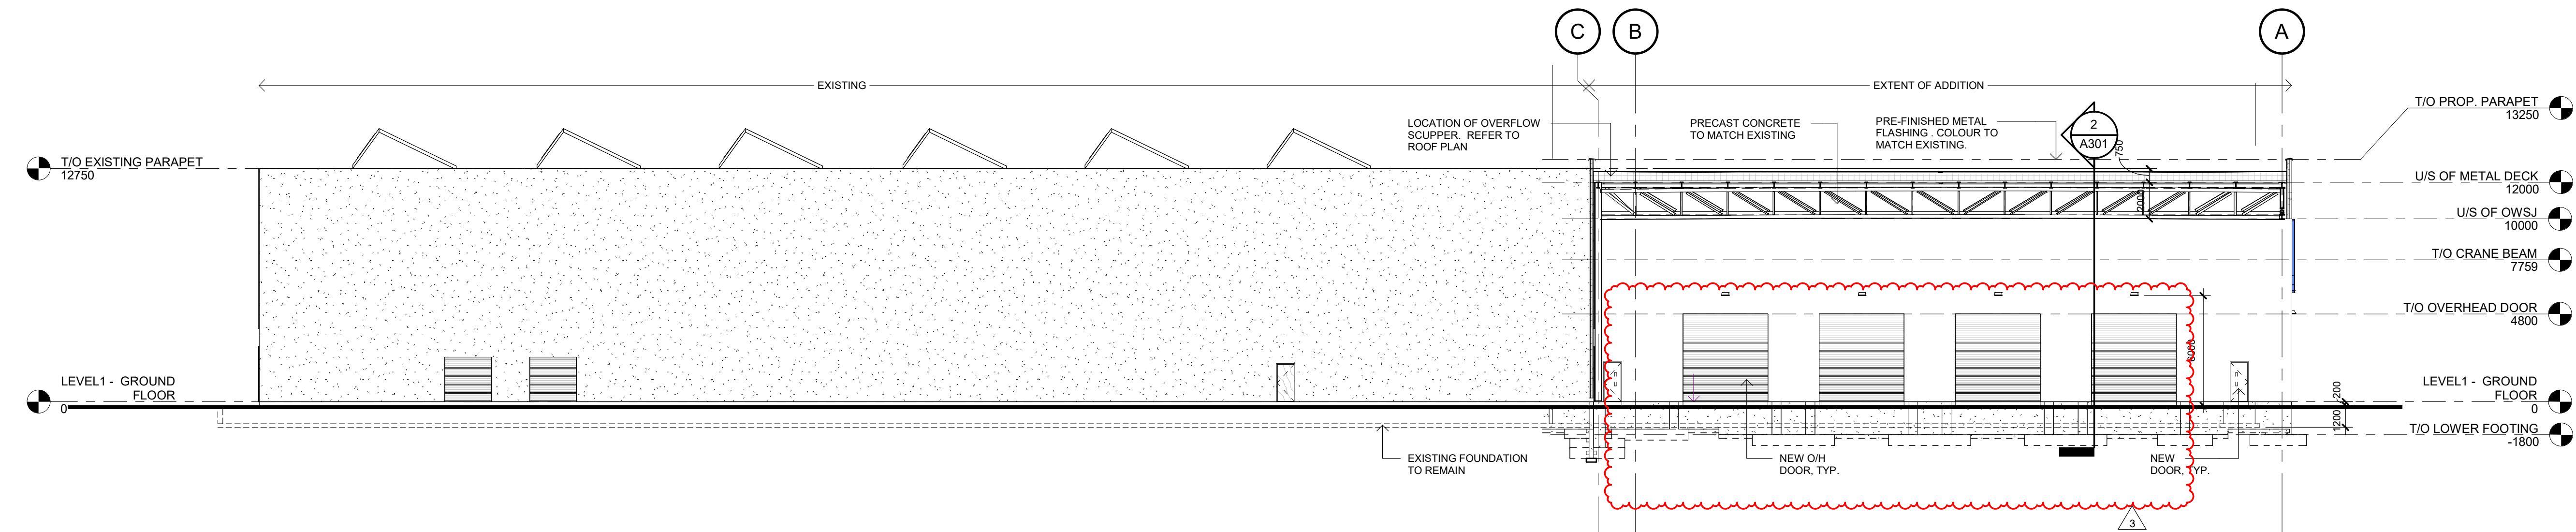 C
B
A
EXISTING
EXTENT OF ADDITION
T/O PROP. PARAPET
13250
LOCATION OF OVERFLOW
SCUPPER. REFER TO
ROOF PLAN
PRECAST CONCRETE
TO MATCH EXISTING
PRE-FINISHED METAL
FLASHING . COLOUR TO
MATCH EXISTING.
2
A301
750
T/O EXISTING PARAPET
12750
U/S OF METAL DECK
12000
2000
U/S OF OWSJ
10000
T/O CRANE BEAM
7759
T/O OVERHEAD DOOR
4800
6000
LEVEL1 - GROUND
FLOOR
0
LEVEL1 - GROUND
FLOOR
0
200
1200
T/O LOWER FOOTING
-1800
EXISTING FOUNDATION
TO REMAIN
NEW O/H
DOOR, TYP.
NEW
DOOR, TYP.
3